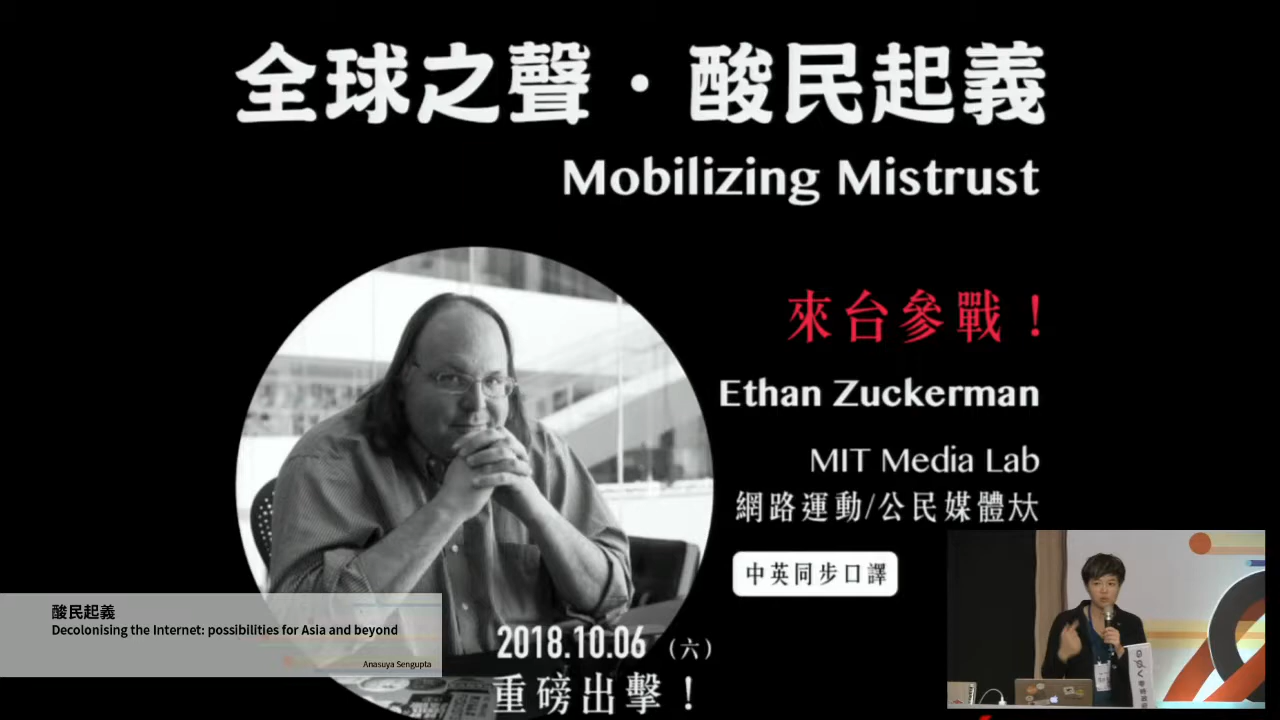 全球之聲·酸民起義
Mobilizing Mistrust
來台參戰！
Ethan Zuckerman
MIT Media Lab
網路運動/公民媒體㚘
中英同步口譯
2018.10.06（六）
重磅出擊！
酸民起義
Decolonising the Internet: possibilities for Asia and beyond
Anasuya Sengupta